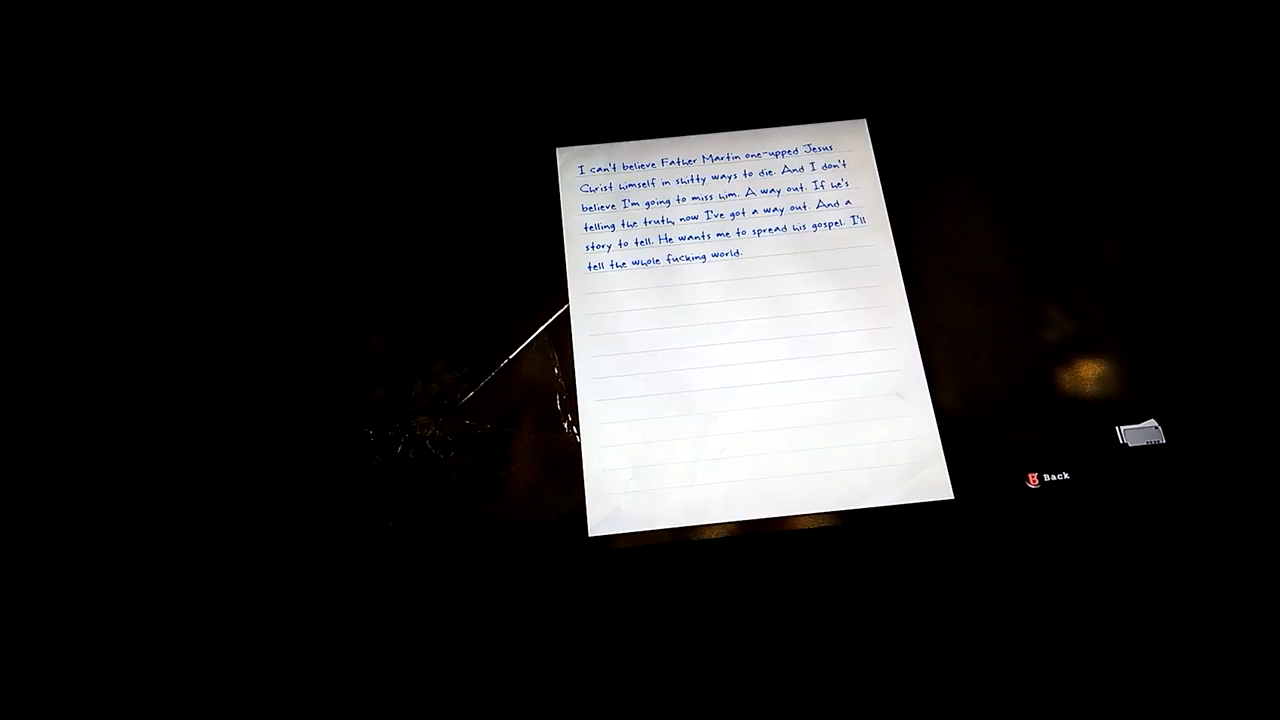 I can't believe Father Martin one-upped Jesus
Christ himself in shitty ways to die. And I don't
believe I'm going to miss him. A way out. If he's
telling the truth, now I've got a way out. And a
story to tell. He wants me to spread his gospel. I'll
tell the whole fucking world.
B Back